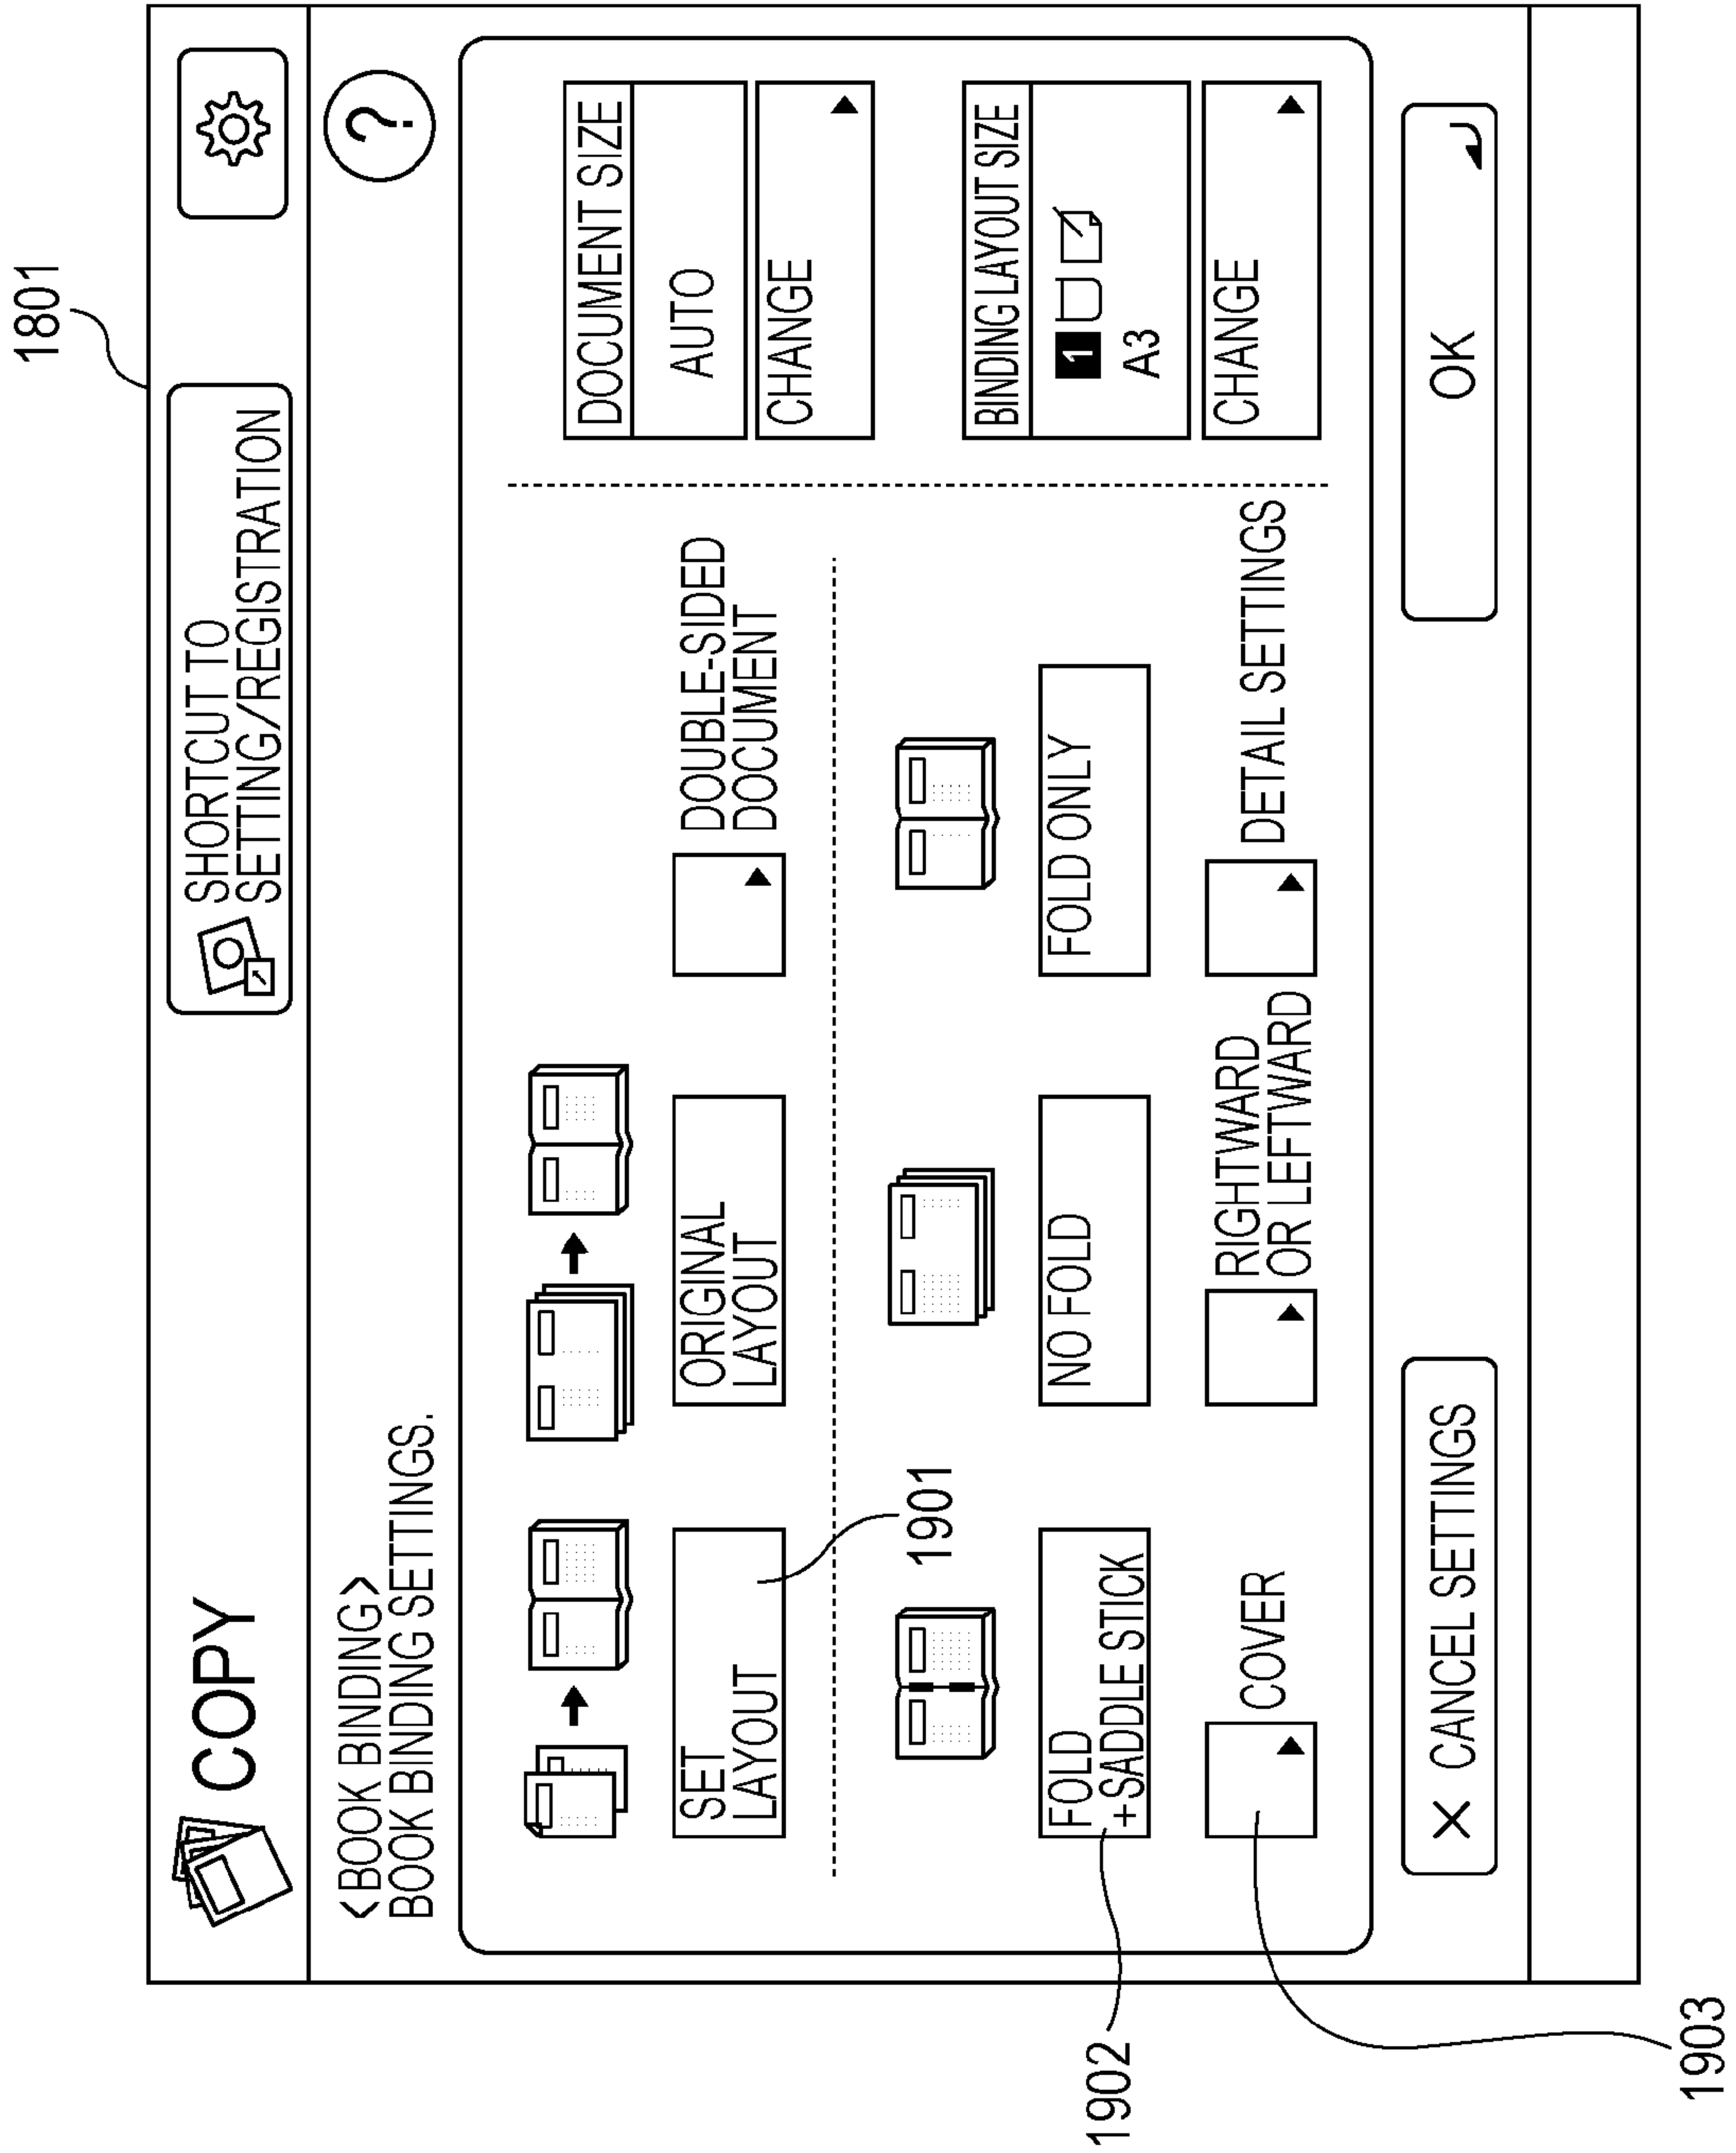 1801
COPY
SHORTCUT TO
SETTING/REGISTRATION
<BOOK BINDING>
BOOK BINDING SETTINGS.
?
SET
LAYOUT
ORIGINAL
LAYOUT
DOUBLE-SIDED
DOCUMENT
DOCUMENT SIZE
AUTO
CHANGE
1901
FOLD
+SADDLE STICK
NO FOLD
FOLD ONLY
BINDING LAYOUT SIZE
1
A3
CHANGE
1902
COVER
RIGHTWARD
OR LEFTWARD
DETAIL SETTINGS
X CANCEL SETTINGS
OK
1903